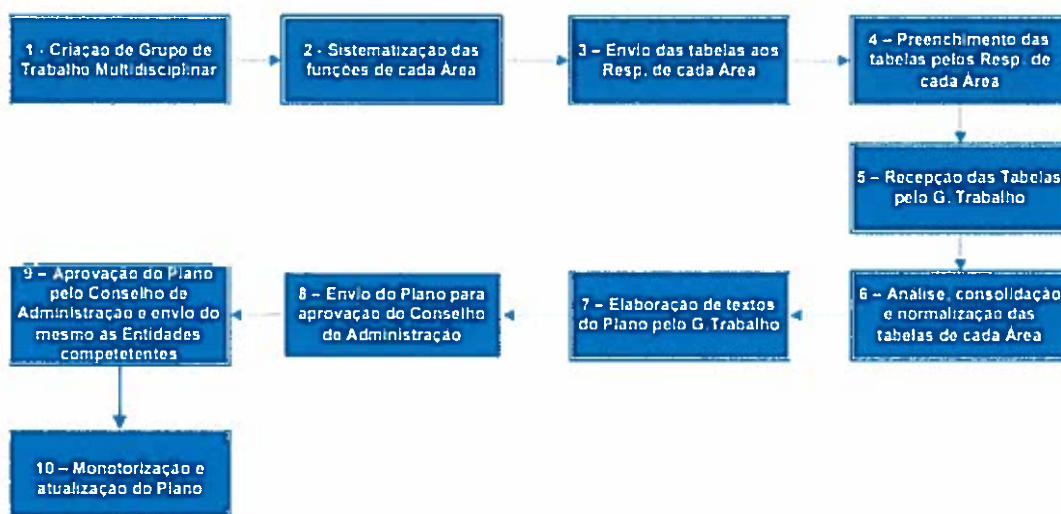 1 - Criação de Grupo de
Trabalho Multidisciplinar
2 - Sistematização das
funções de cada Área
3 – Envio das tabelas aos
Resp. de cada Área
4 – Preenchimento das
tabelas pelos Resp. de
cada Área
5 – Recepção das Tabelas
pelo G. Trabalho
6 – Análise, consolidação
e normalização das
tabelas de cada Área
7 – Elaboração de textos
do Plano pelo G.Trabalho
8 – Envio do Plano para
aprovação do Conselho
de Administração
9 – Aprovação do Plano
pelo Conselho de
Administração e envio do
mesmo às Entidades
competetentes
10 – Monotorização e
atualização do Plano